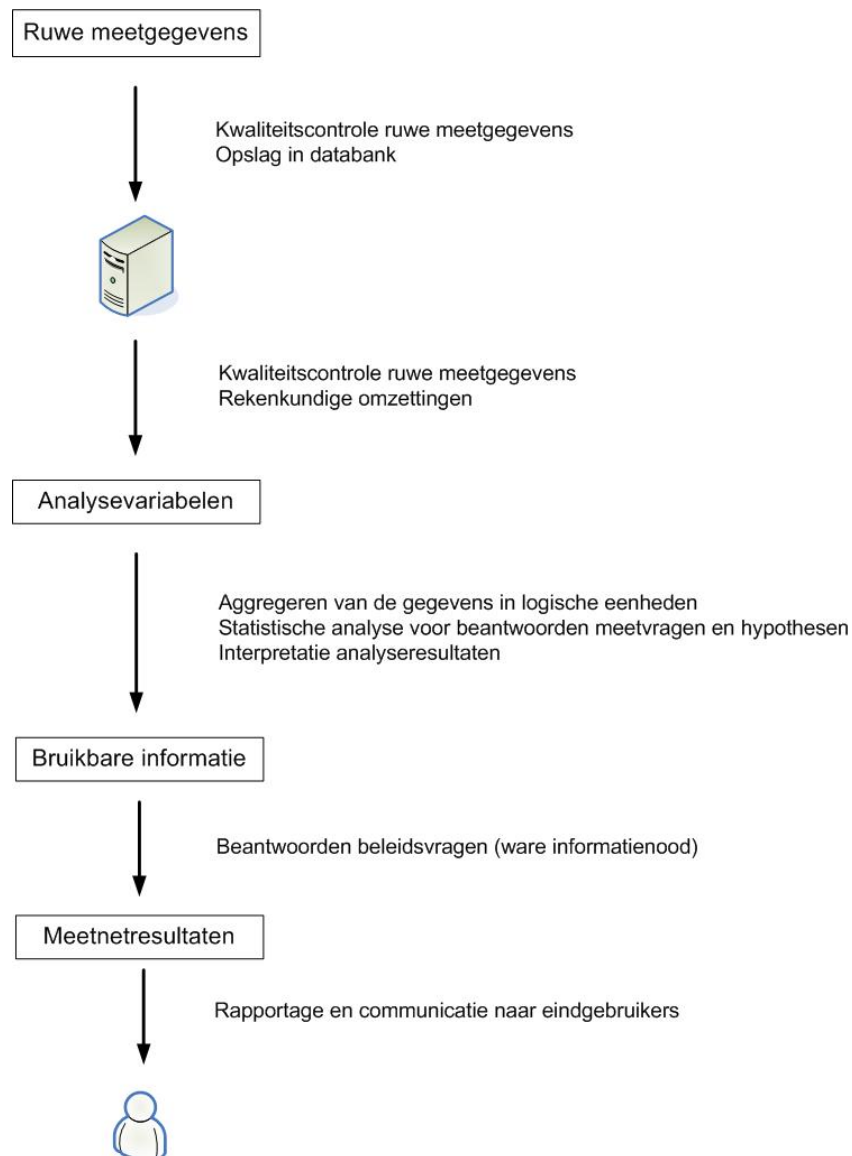 Ruwe meetgegevens
Kwaliteitscontrole ruwe meetgegevens
Opslag in databank
Kwaliteitscontrole ruwe meetgegevens
Rekenkundige omzettingen
Analysevariabelen
Aggregeren van de gegevens in logische eenheden
Statistische analyse voor beantwoorden meetvragen en hypothesen
Interpretatie analyseresultaten
Bruikbare informatie
Beantwoorden beleidsvragen (ware informatienood)
Meetnetresultaten
Rapportage en communicatie naar eindgebruikers